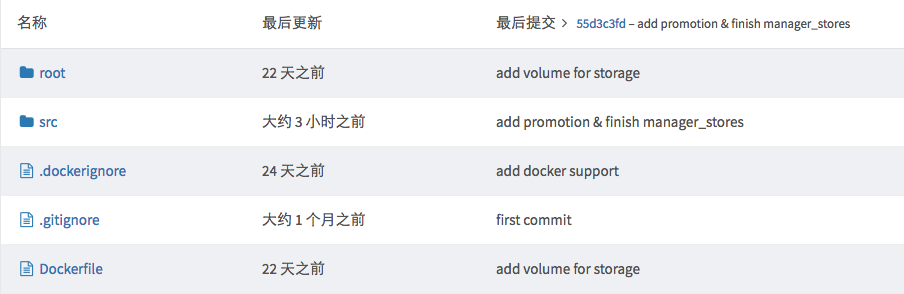 名称 最后更新 最后提交 > 55d3c3fd – add promotion & finish manager_stores
root 22 天之前 add volume for storage
src 大约 3 小时之前 add promotion & finish manager_stores
.dockerignore 24 天之前 add docker support
.gitignore 大约 1 个月之前 first commit
Dockerfile 22 天之前 add volume for storage